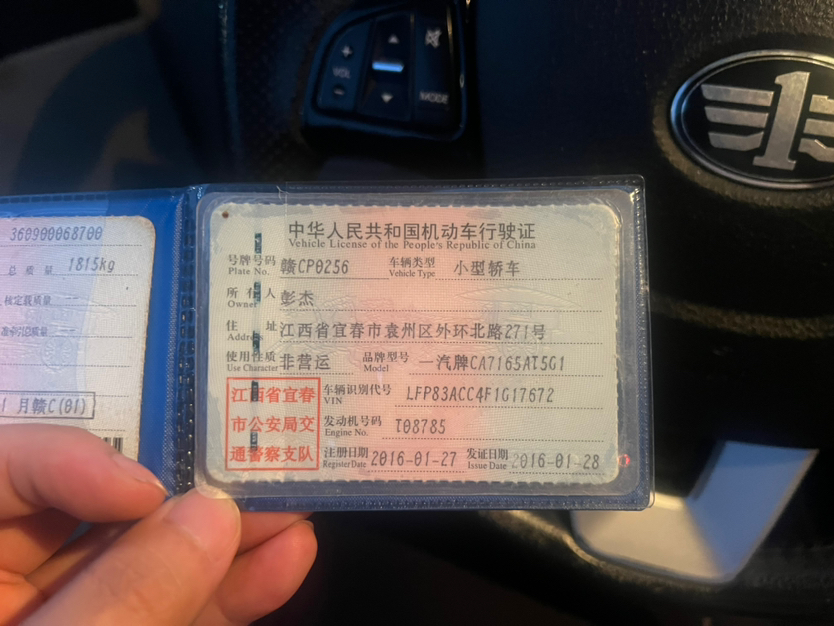 VOL
MODE
360900068700
总质量 1815kg
核定载质量 --
准牵引总质量 --
月赣C(01)
中华人民共和国机动车行驶证
Vehicle License of the People's Republic of China
号牌号码 赣CP0256 车辆类型 小型轿车
Plate No. Vehicle Type
所有人 彭杰
Owner
住址 江西省宜春市袁州区外环北路271号
Address
使用性质 非营运 品牌型号 一汽牌CA7165AT5G1
Use Character Model
江西省宜春
市公安局交
通警察支队
车辆识别代号 LFP83ACC4F1G17672
VIN
发动机号码 T08785
Engine No.
注册日期 2016-01-27 发证日期 2016-01-28
Register Date Issue Date